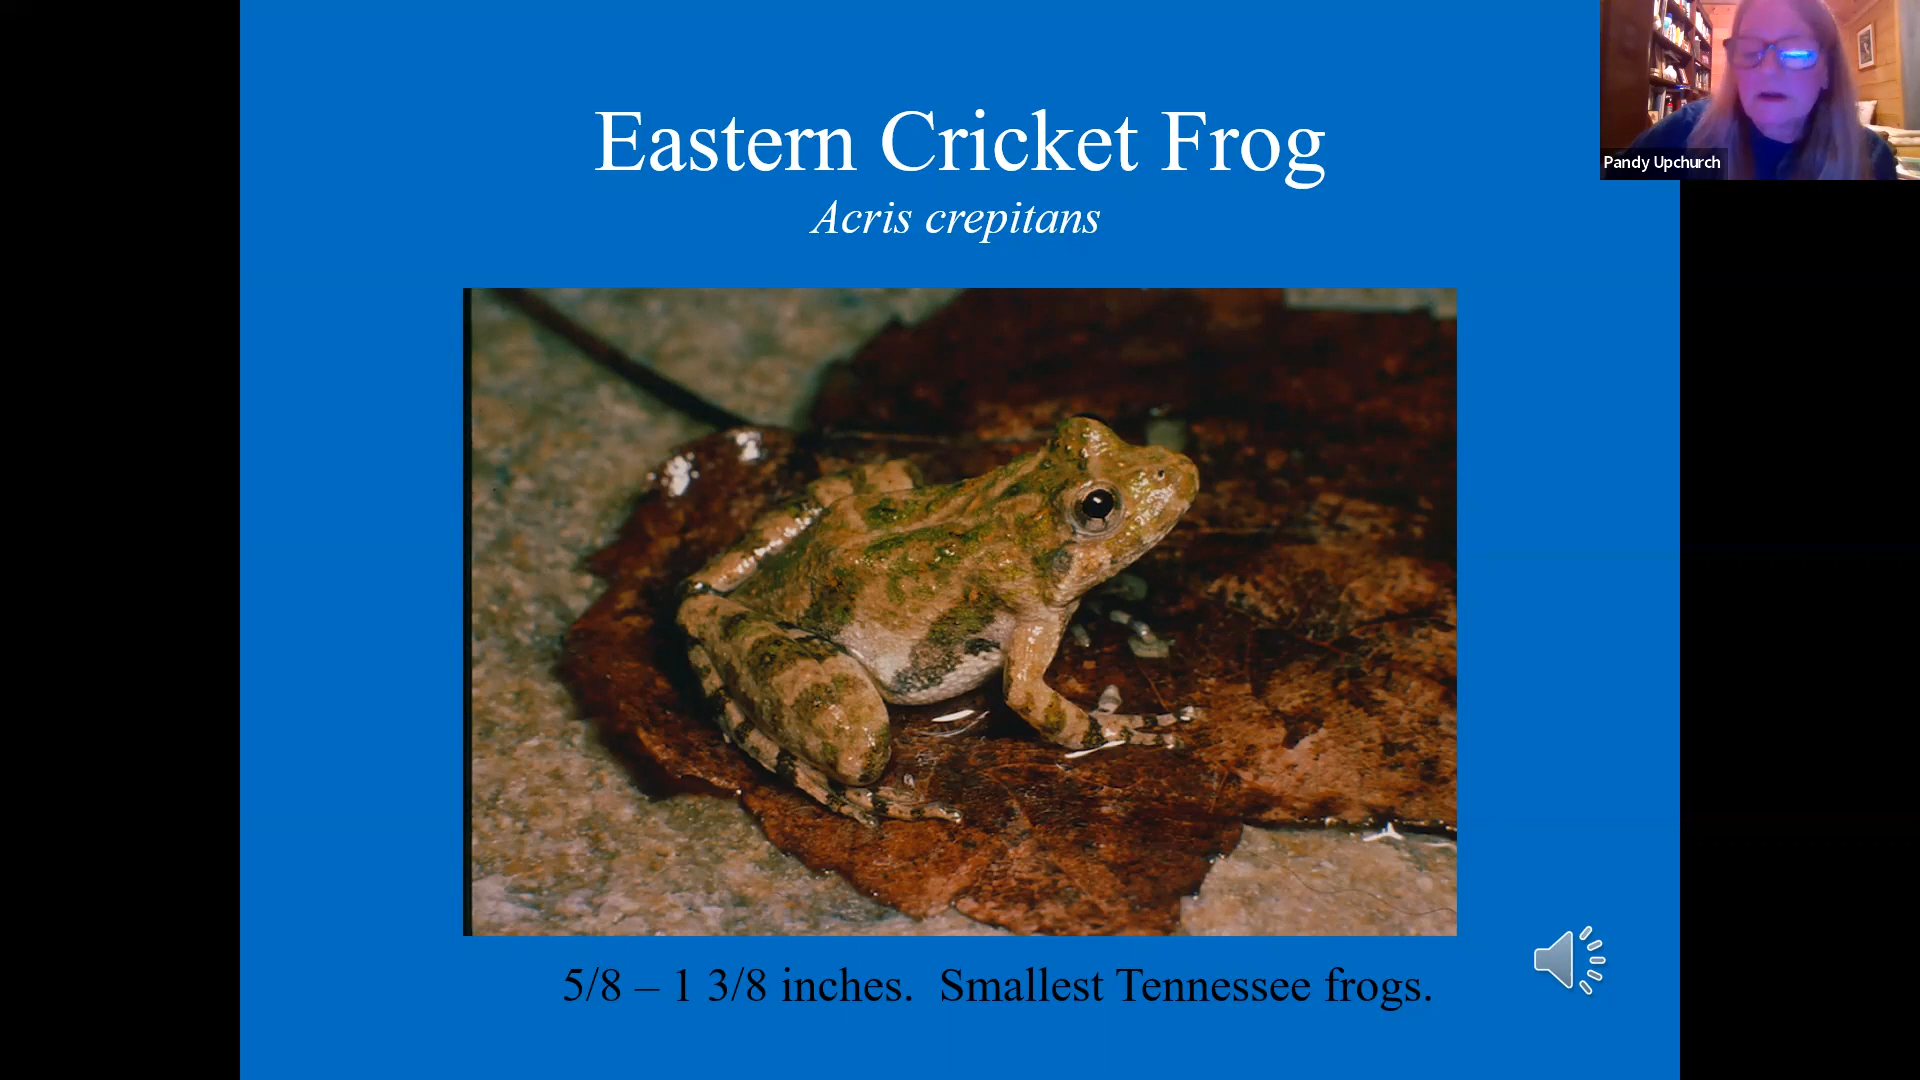 Eastern Cricket Frog
Acris crepitans
Pandy Upchurch
5/8 – 1 3/8 inches.  Smallest Tennessee frogs.